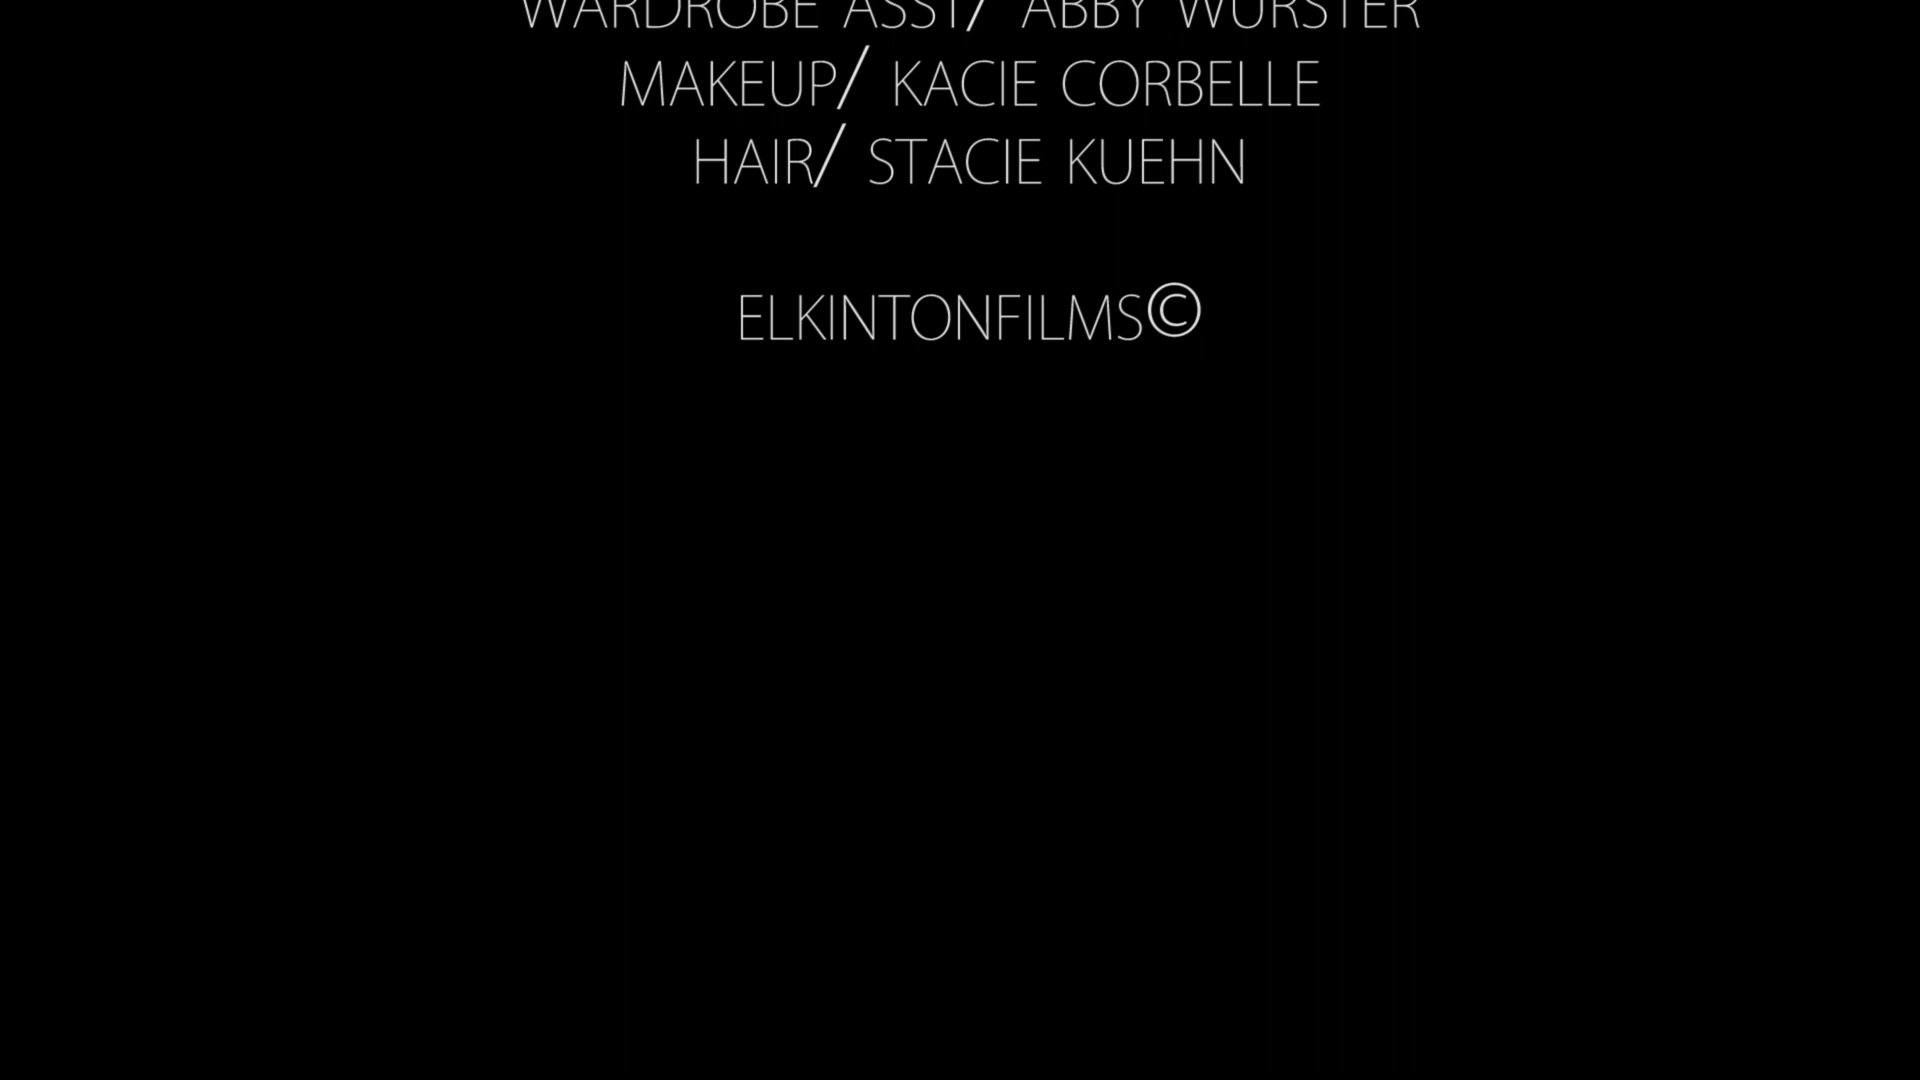 WARDROBE ASST/ ABBY WURSTER
MAKEUP/ KACIE CORBELLE
HAIR/ STACIE KUEHN
ELKINTONFILMS©